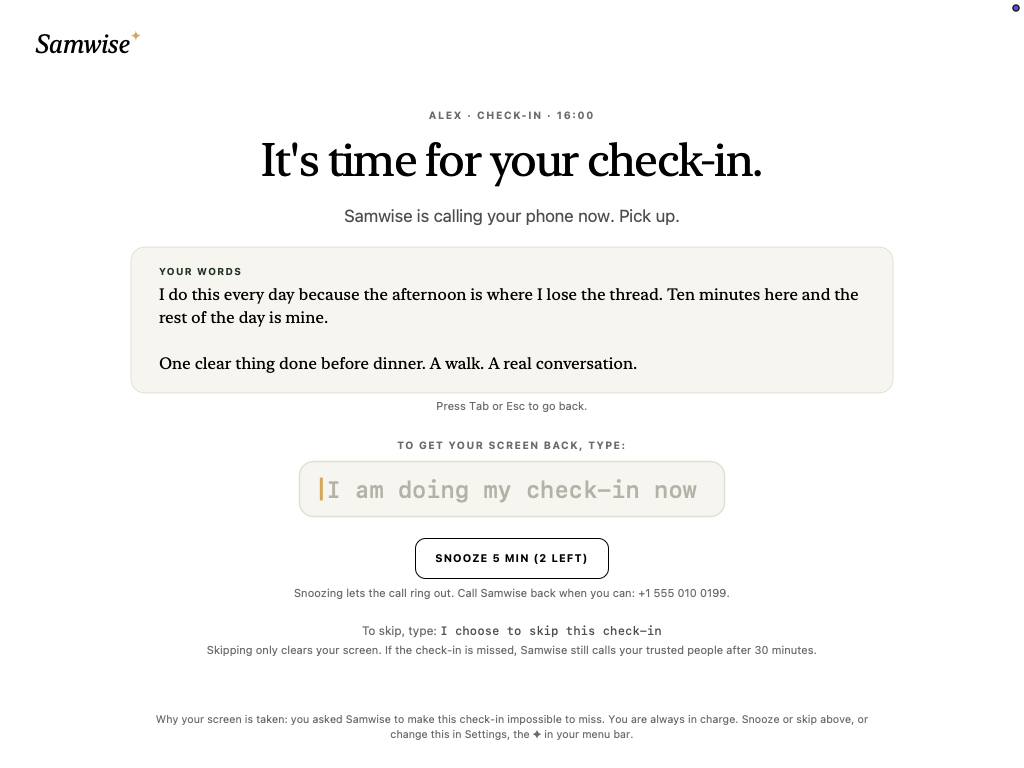 Samwise✦
ALEX · CHECK-IN · 16:00
It's time for your check-in.
Samwise is calling your phone now. Pick up.
YOUR WORDS
I do this every day because the afternoon is where I lose the thread. Ten minutes here and the
rest of the day is mine.
One clear thing done before dinner. A walk. A real conversation.
Press Tab or Esc to go back.
TO GET YOUR SCREEN BACK, TYPE:
I am doing my check-in now
SNOOZE 5 MIN (2 LEFT)
Snoozing lets the call ring out. Call Samwise back when you can: +1 555 010 0199.
To skip, type: I choose to skip this check-in
Skipping only clears your screen. If the check-in is missed, Samwise still calls your trusted people after 30 minutes.
Why your screen is taken: you asked Samwise to make this check-in impossible to miss. You are always in charge. Snooze or skip above, or
change this in Settings, the ✦ in your menu bar.